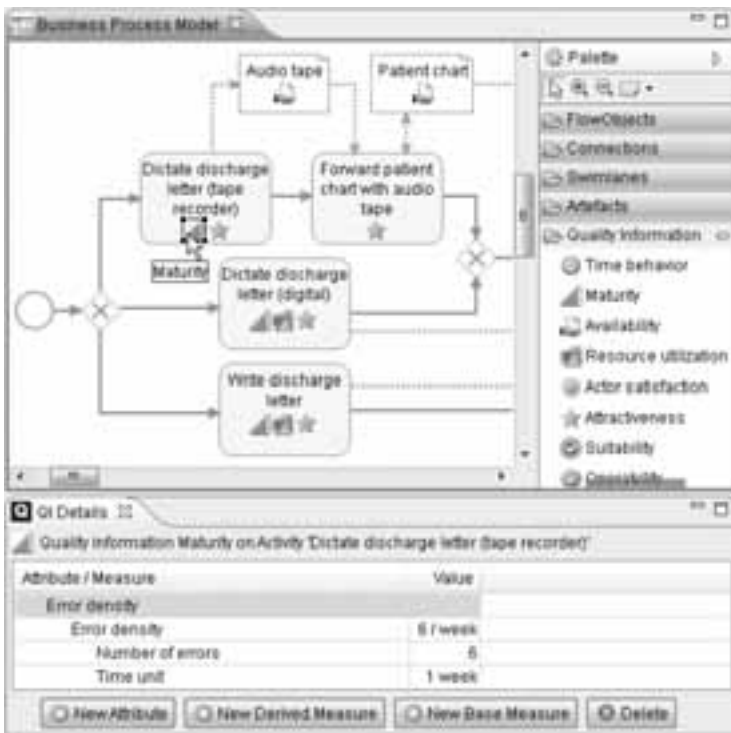 Business Process Model
Audio tape
Patient chart
Dictate discharge
letter (tape
recorder)
Forward patient
chart with audio
tape
Maturity
Dictate discharge
letter (digital)
Write discharge
letter
Palette
FlowObjects
Connections
Swimlanes
Artefacts
Quality Information
Time behavior
Maturity
Availability
Resource utilization
Actor satisfaction
Attractiveness
Suitability
QI Details
Quality information Maturity on Activity 'Dictate discharge letter (tape recorder)'
Attribute / Measure Value
Error density
Error density 6 / week
Number of errors 6
Time unit 1 week
New Attribute New Derived Measure New Base Measure Delete